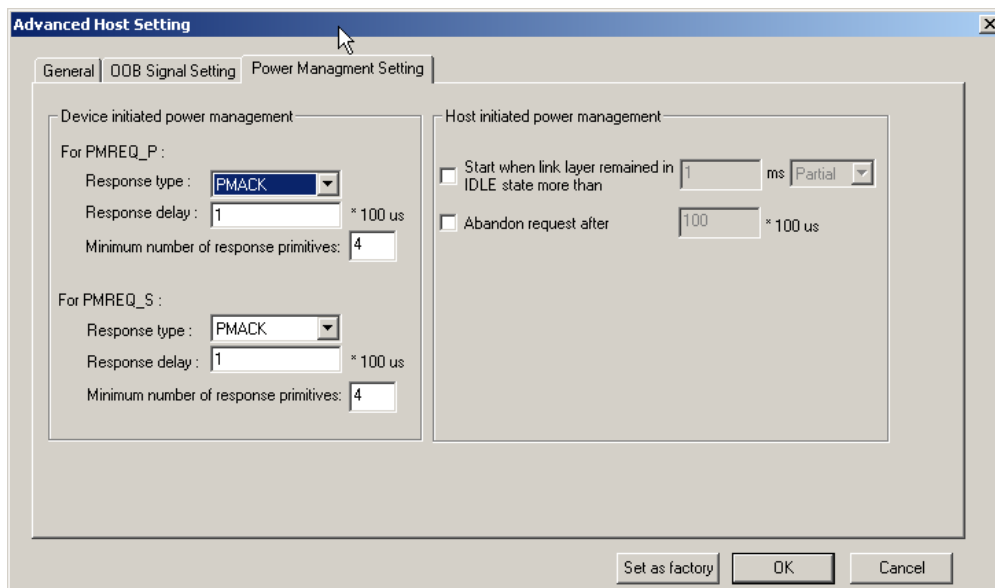 Advanced Host Setting
General
OOB Signal Setting
Power Managment Setting
Device initiated power management
For PMREQ_P :
Response type : PMACK
Response delay : 1 * 100 us
Minimum number of response primitives: 4
For PMREQ_S :
Response type : PMACK
Response delay : 1 * 100 us
Minimum number of response primitives: 4
Host initiated power management
Start when link layer remained in
IDLE state more than
1 ms Partial
Abandon request after 100 * 100 us
Set as factory
OK
Cancel